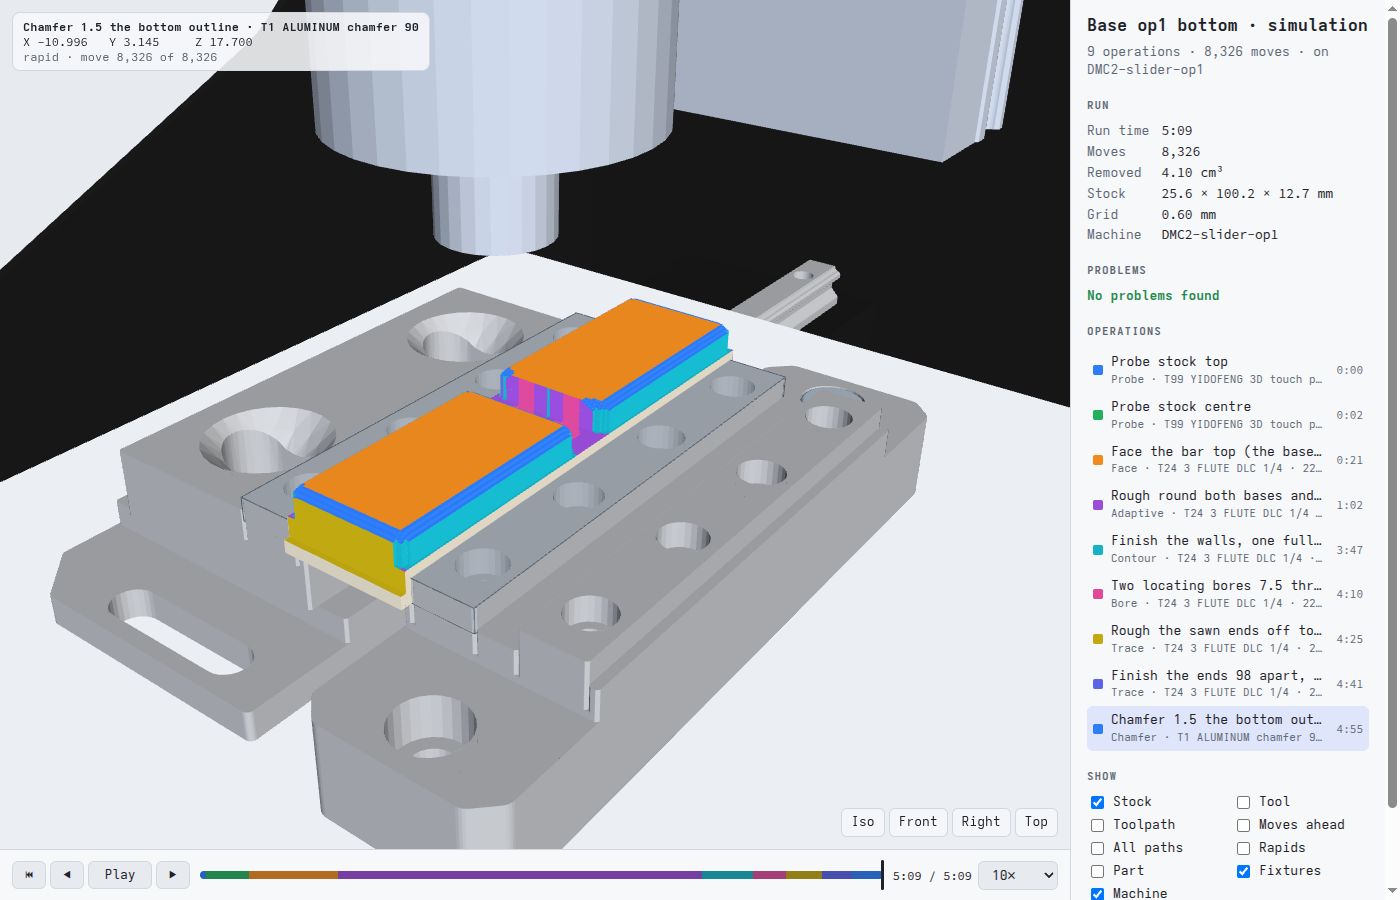 Chamfer 1.5 the bottom outline · T1 ALUMINUM chamfer 90
X -10.996 Y 3.145 Z 17.700
rapid · move 8,326 of 8,326
Iso
Front
Right
Top
⏮
◀
Play
▶
5:09 / 5:09
10×
Base op1 bottom · simulation
9 operations · 8,326 moves · on
DMC2-slider-op1
RUN
Run time 5:09
Moves 8,326
Removed 4.10 cm³
Stock 25.6 × 100.2 × 12.7 mm
Grid 0.60 mm
Machine DMC2-slider-op1
PROBLEMS
No problems found
OPERATIONS
Probe stock top
Probe · T99 YIDOFENG 3D touch p…
0:00
Probe stock centre
Probe · T99 YIDOFENG 3D touch p…
0:02
Face the bar top (the base…
Face · T24 3 FLUTE DLC 1/4 · 22…
0:21
Rough round both bases and…
Adaptive · T24 3 FLUTE DLC 1/4 …
1:02
Finish the walls, one full…
Contour · T24 3 FLUTE DLC 1/4 ·…
3:47
Two locating bores 7.5 thr…
Bore · T24 3 FLUTE DLC 1/4 · 22…
4:10
Rough the sawn ends off to…
Trace · T24 3 FLUTE DLC 1/4 · 2…
4:25
Finish the ends 98 apart, …
Trace · T24 3 FLUTE DLC 1/4 · 2…
4:41
Chamfer 1.5 the bottom out…
Chamfer · T1 ALUMINUM chamfer 9…
4:55
SHOW
Stock
Tool
Toolpath
Moves ahead
All paths
Rapids
Part
Fixtures
Machine